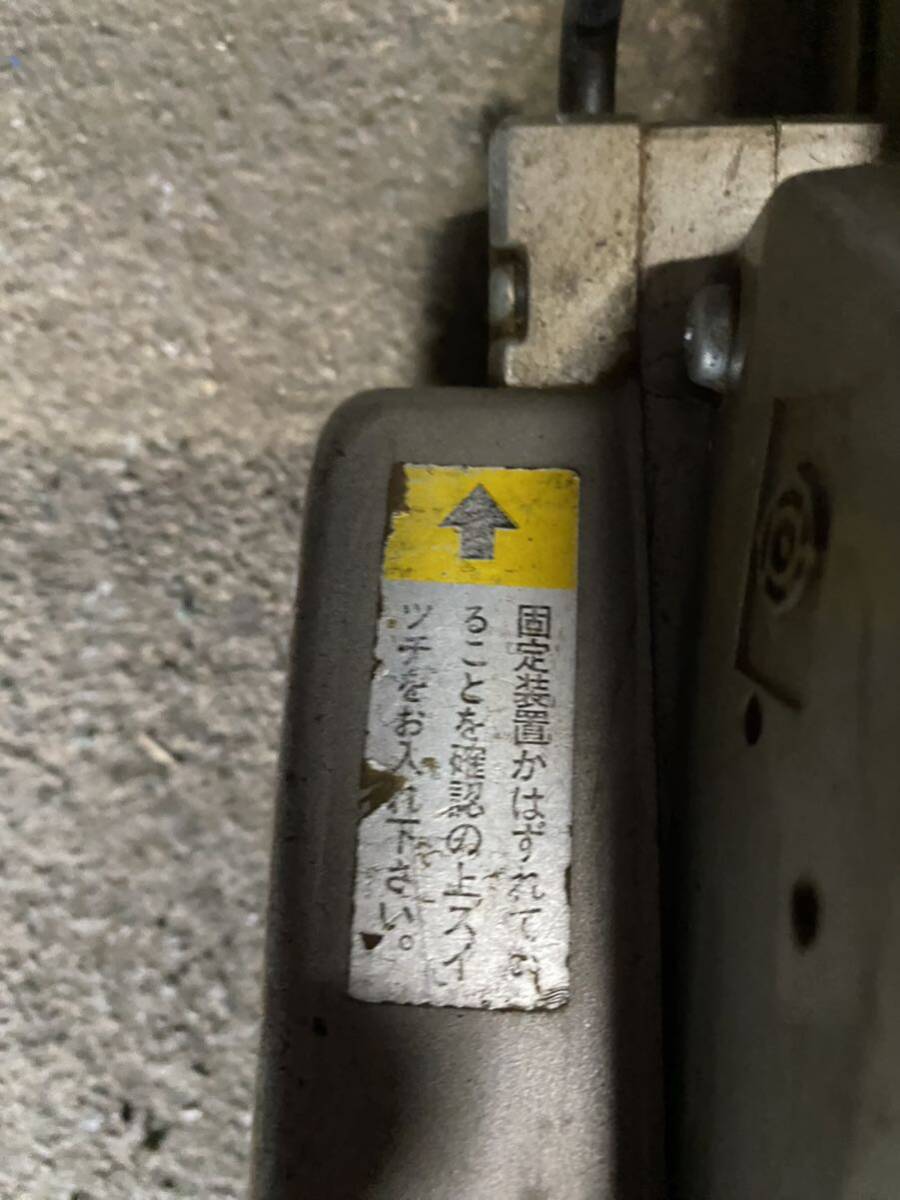 固定装置がはずれてい
ることを確認の上スイ
ツチをお入れ下さい。